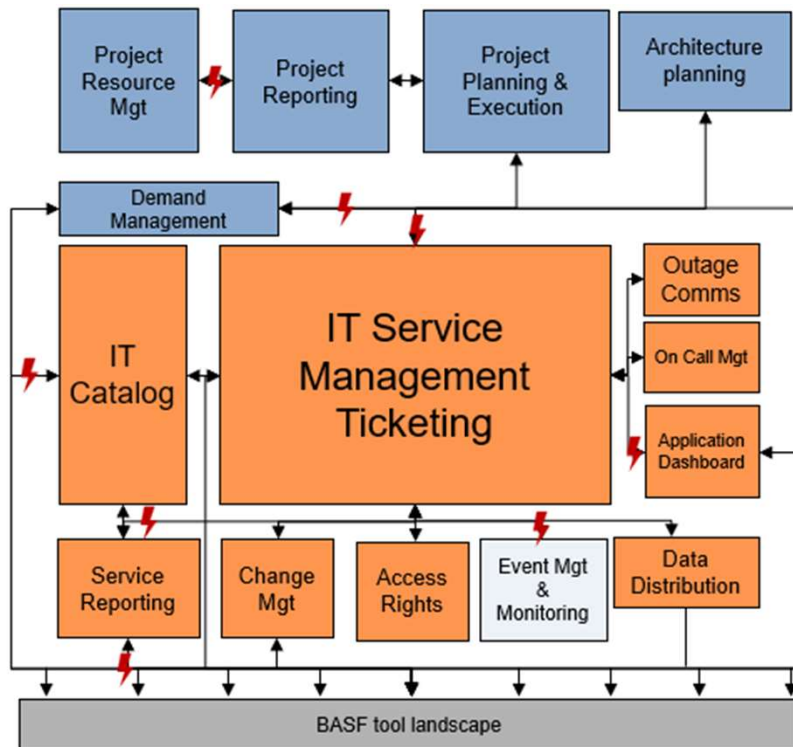 Project
Resource
Mgt
Project
Reporting
Project
Planning &
Execution
Architecture
planning
Demand
Management
IT
Catalog
IT Service
Management
Ticketing
Outage
Comms
On Call Mgt
Application
Dashboard
Service
Reporting
Change
Mgt
Access
Rights
Event Mgt
&
Monitoring
Data
Distribution
BASF tool landscape